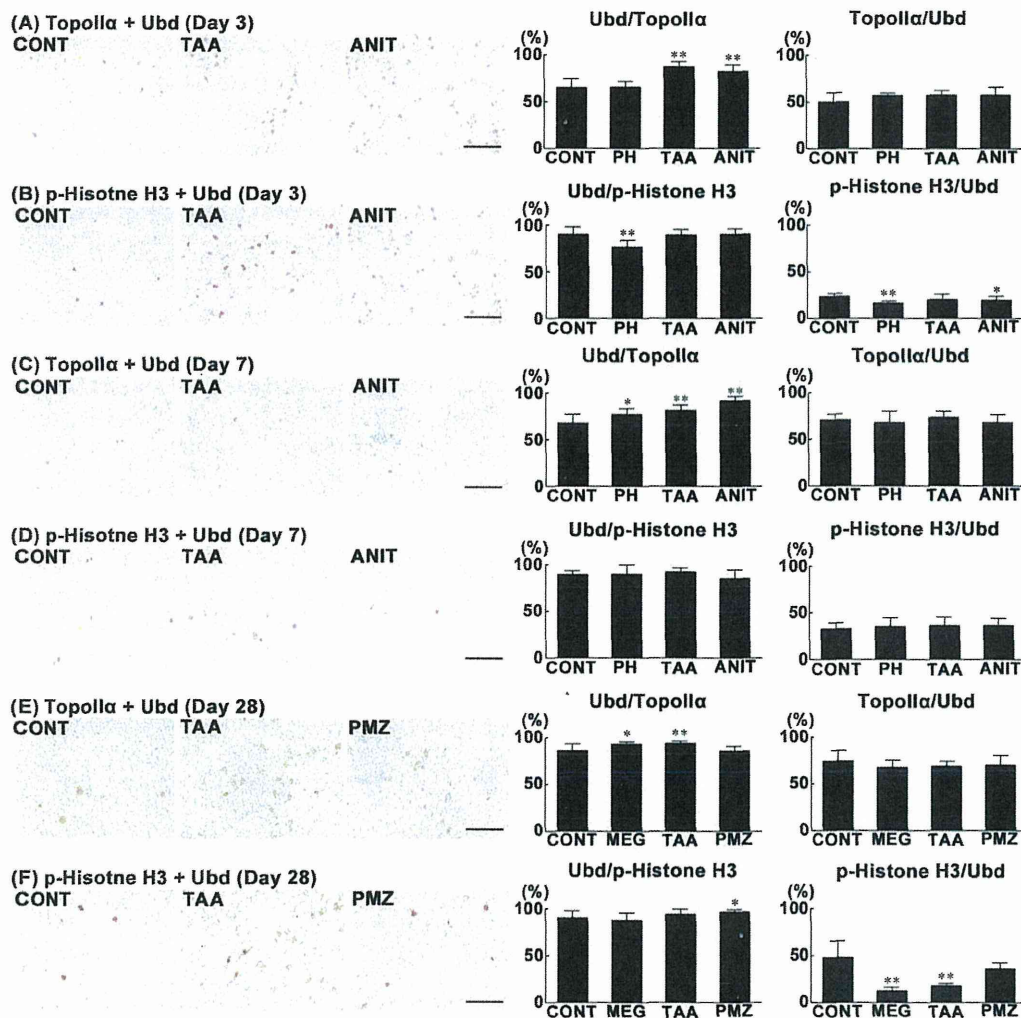 (A) TopoIIα + Ubd (Day 3)
CONT TAA ANIT
Ubd/TopoIIα
(%)
100
50
0
CONT PH TAA ANIT
** **
TopoIIα/Ubd
(%)
100
50
0
CONT PH TAA ANIT
(B) p-Hisotne H3 + Ubd (Day 3)
CONT TAA ANIT
Ubd/p-Histone H3
(%)
100
50
0
CONT PH TAA ANIT
**
p-Histone H3/Ubd
(%)
100
50
0
CONT PH TAA ANIT
** *
(C) TopoIIα + Ubd (Day 7)
CONT TAA ANIT
Ubd/TopoIIα
(%)
100
50
0
CONT PH TAA ANIT
* ** **
TopoIIα/Ubd
(%)
100
50
0
CONT PH TAA ANIT
(D) p-Hisotne H3 + Ubd (Day 7)
CONT TAA ANIT
Ubd/p-Histone H3
(%)
100
50
0
CONT PH TAA ANIT
p-Histone H3/Ubd
(%)
100
50
0
CONT PH TAA ANIT
(E) TopoIIα + Ubd (Day 28)
CONT TAA PMZ
Ubd/TopoIIα
(%)
100
50
0
CONT MEG TAA PMZ
* **
TopoIIα/Ubd
(%)
100
50
0
CONT MEG TAA PMZ
(F) p-Hisotne H3 + Ubd (Day 28)
CONT TAA PMZ
Ubd/p-Histone H3
(%)
100
50
0
CONT MEG TAA PMZ
*
p-Histone H3/Ubd
(%)
100
50
0
CONT MEG TAA PMZ
** **